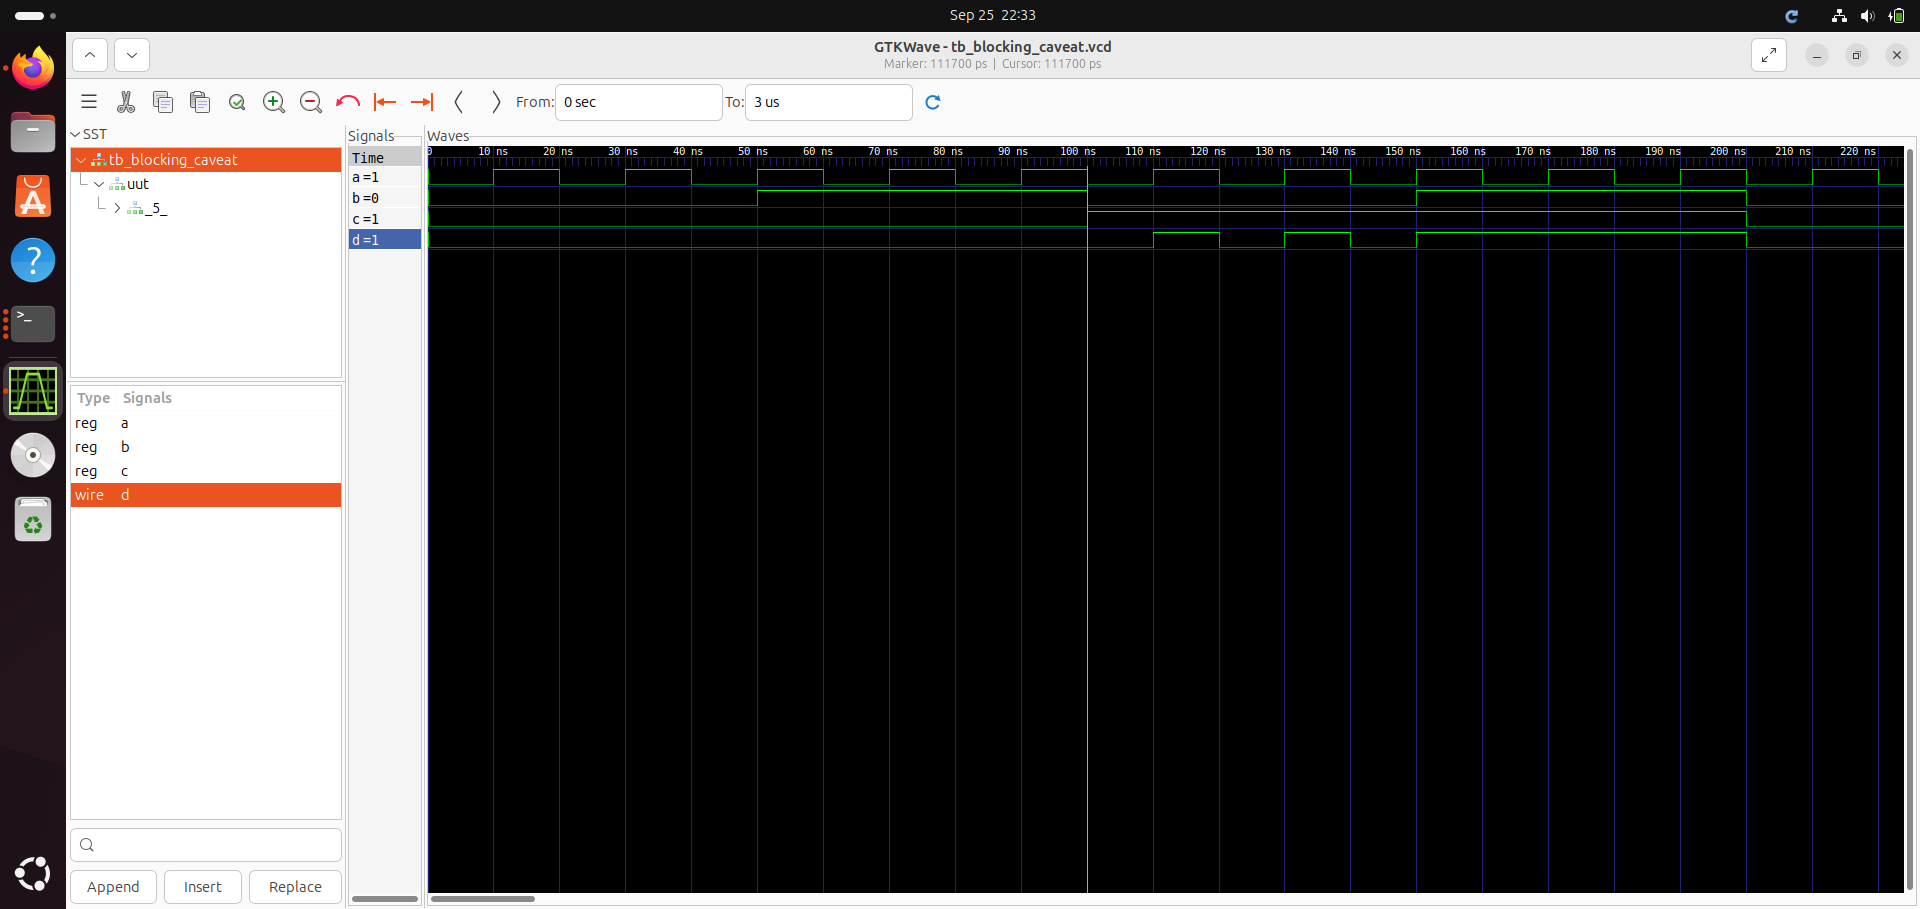 Sep 25 22:33
GTKWave - tb_blocking_caveat.vcd
Marker: 111700 ps | Cursor: 111700 ps
From: 0 sec To: 3 us
SST
tb_blocking_caveat
uut
_5_
Type Signals
reg a
reg b
reg c
wire d
Append Insert Replace
Signals
Time
a =1
b =0
c =1
d =1
Waves
0 10 ns 20 ns 30 ns 40 ns 50 ns 60 ns 70 ns 80 ns 90 ns 100 ns 110 ns 120 ns 130 ns 140 ns 150 ns 160 ns 170 ns 180 ns 190 ns 200 ns 210 ns 220 ns